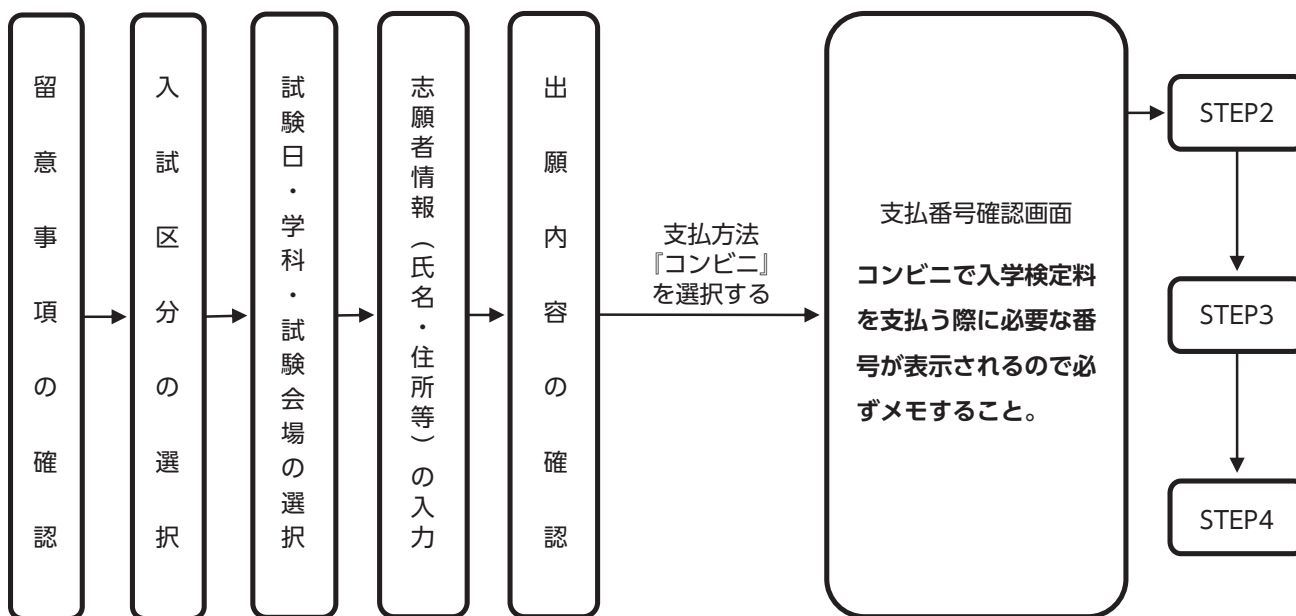 留意事項の確認
入試区分の選択
試験日・学科・試験会場の選択
志願者情報(氏名・住所等)の入力
出願内容の確認
支払方法
『コンビニ』
を選択する
支払番号確認画面
コンビニで入学検定料
を支払う際に必要な番
号が表示されるので必
ずメモすること。
STEP2
STEP3
STEP4